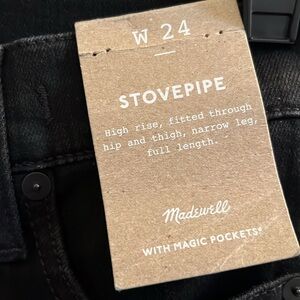 W 24
STOVEPIPE
High rise, fitted through
hip and thigh, narrow leg,
full length.
Madewell
WITH MAGIC POCKETS®